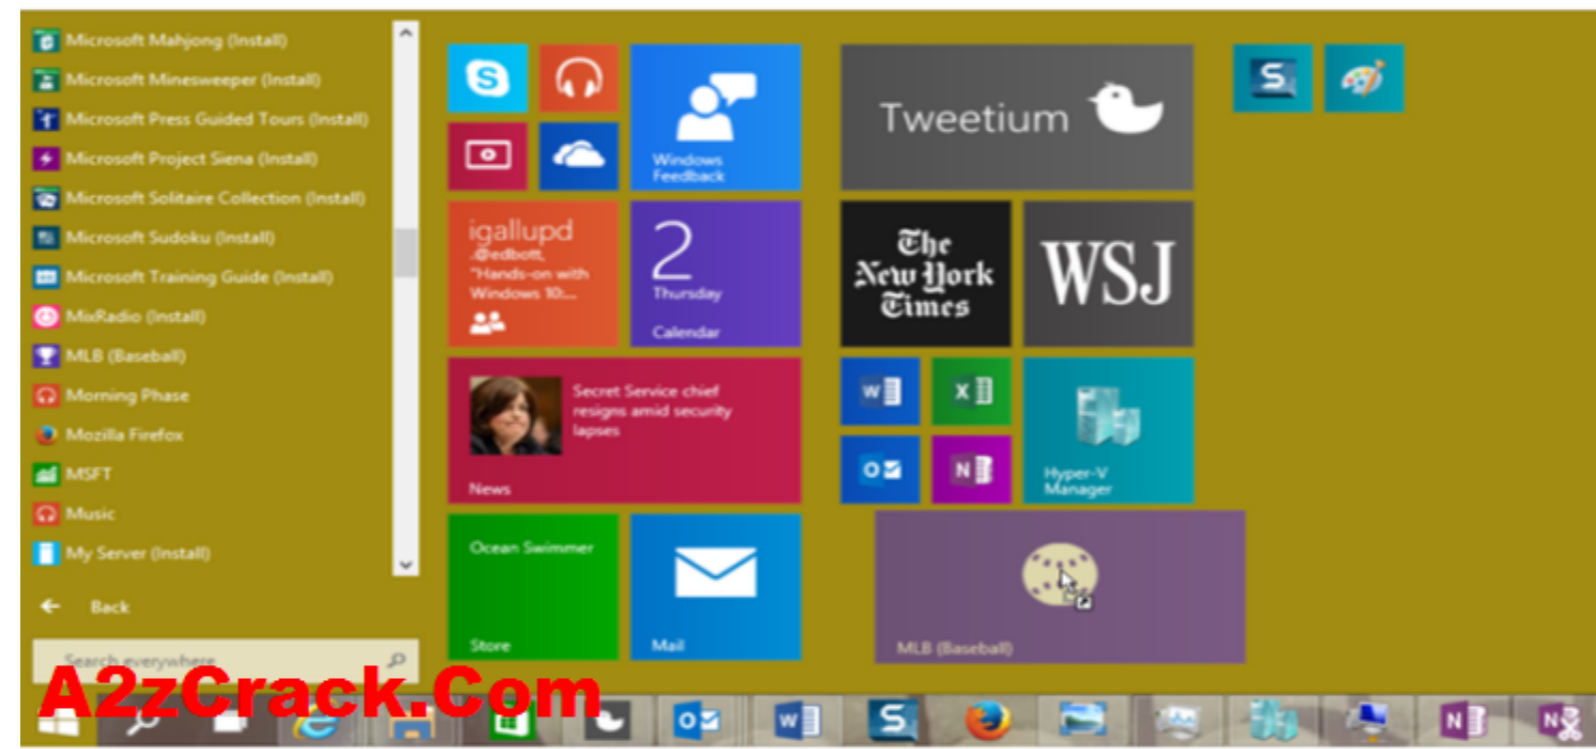 Microsoft Mahjong (Install)
Microsoft Minesweeper (Install)
Microsoft Press Guided Tours (Install)
Microsoft Project Siena (Install)
Microsoft Solitaire Collection (Install)
Microsoft Sudoku (Install)
Microsoft Training Guide (Install)
MixRadio (Install)
MLB (Baseball)
Morning Phase
Mozilla Firefox
MSFT
Music
My Server (Install)
Back
Search everywhere
Windows
Feedback
igallupd
.@edbott,
"Hands-on with
Windows 10:...
2
Thursday
Calendar
Secret Service chief
resigns amid security
lapses
News
Ocean Swimmer
Store
Mail
Tweetium
The
New York
Times
WSJ
Hyper-V
Manager
MLB (Baseball)
A2zCrack.Com